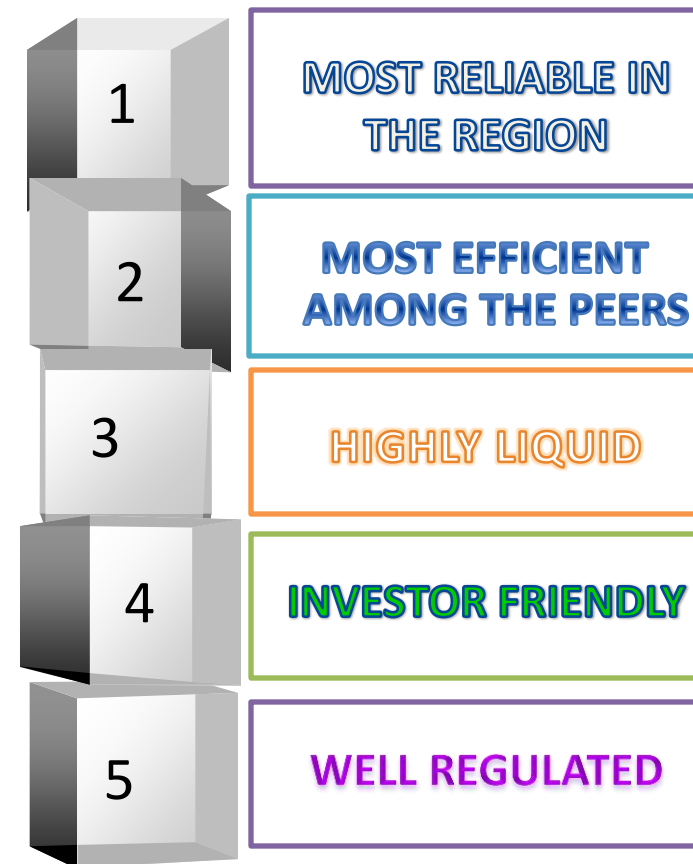 1
MOST RELIABLE IN
THE REGION
2
MOST EFFICIENT
AMONG THE PEERS
3
HIGHLY LIQUID
4
INVESTOR FRIENDLY
5
WELL REGULATED